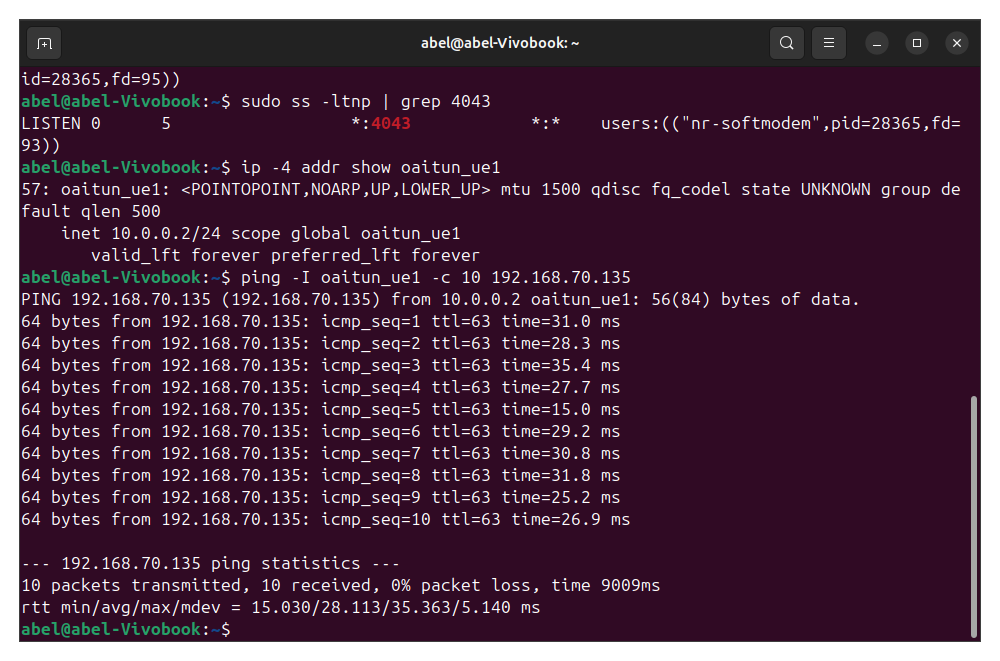 abel@abel-Vivobook: ~
id=28365,fd=95))
abel@abel-Vivobook:~$ sudo ss -ltnp | grep 4043
LISTEN 0      5                  *:4043            *:*    users:(("nr-softmodem",pid=28365,fd=
93))
abel@abel-Vivobook:~$ ip -4 addr show oaitun_ue1
57: oaitun_ue1: <POINTOPOINT,NOARP,UP,LOWER_UP> mtu 1500 qdisc fq_codel state UNKNOWN group de
fault qlen 500
    inet 10.0.0.2/24 scope global oaitun_ue1
       valid_lft forever preferred_lft forever
abel@abel-Vivobook:~$ ping -I oaitun_ue1 -c 10 192.168.70.135
PING 192.168.70.135 (192.168.70.135) from 10.0.0.2 oaitun_ue1: 56(84) bytes of data.
64 bytes from 192.168.70.135: icmp_seq=1 ttl=63 time=31.0 ms
64 bytes from 192.168.70.135: icmp_seq=2 ttl=63 time=28.3 ms
64 bytes from 192.168.70.135: icmp_seq=3 ttl=63 time=35.4 ms
64 bytes from 192.168.70.135: icmp_seq=4 ttl=63 time=27.7 ms
64 bytes from 192.168.70.135: icmp_seq=5 ttl=63 time=15.0 ms
64 bytes from 192.168.70.135: icmp_seq=6 ttl=63 time=29.2 ms
64 bytes from 192.168.70.135: icmp_seq=7 ttl=63 time=30.8 ms
64 bytes from 192.168.70.135: icmp_seq=8 ttl=63 time=31.8 ms
64 bytes from 192.168.70.135: icmp_seq=9 ttl=63 time=25.2 ms
64 bytes from 192.168.70.135: icmp_seq=10 ttl=63 time=26.9 ms

--- 192.168.70.135 ping statistics ---
10 packets transmitted, 10 received, 0% packet loss, time 9009ms
rtt min/avg/max/mdev = 15.030/28.113/35.363/5.140 ms
abel@abel-Vivobook:~$